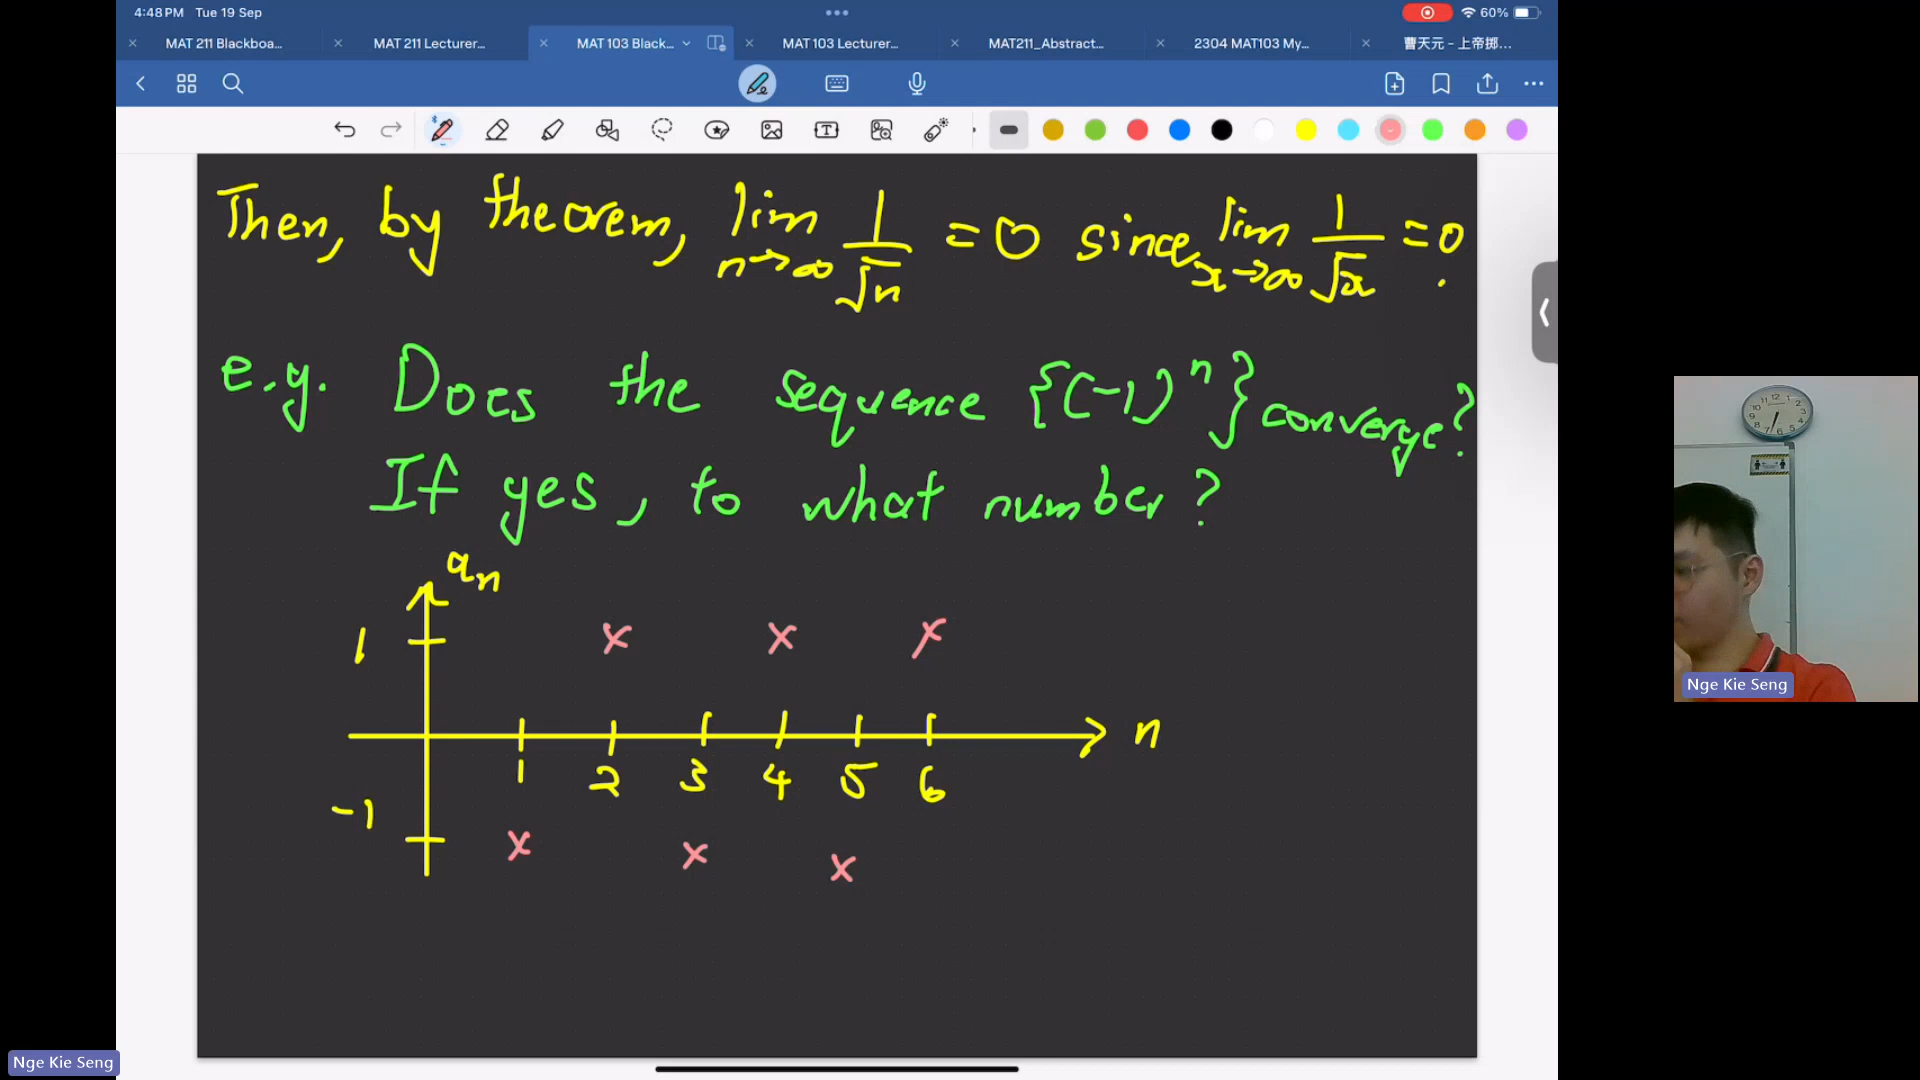 4:48 PM Tue 19 Sep
60%
MAT 211 Blackboa...
MAT 211 Lecturer...
MAT 103 Black...
MAT 103 Lecturer...
MAT211_Abstract...
2304 MAT103 My...
曹天元 - 上帝掷...
Then, by theorem, lim n→∞ 1/√n = 0 since lim x→∞ 1/√x = 0.
e.g. Does the sequence {(-1)ⁿ} converge?
If yes, to what number?
aₙ
1
n
1 2 3 4 5 6
-1
Nge Kie Seng
Nge Kie Seng